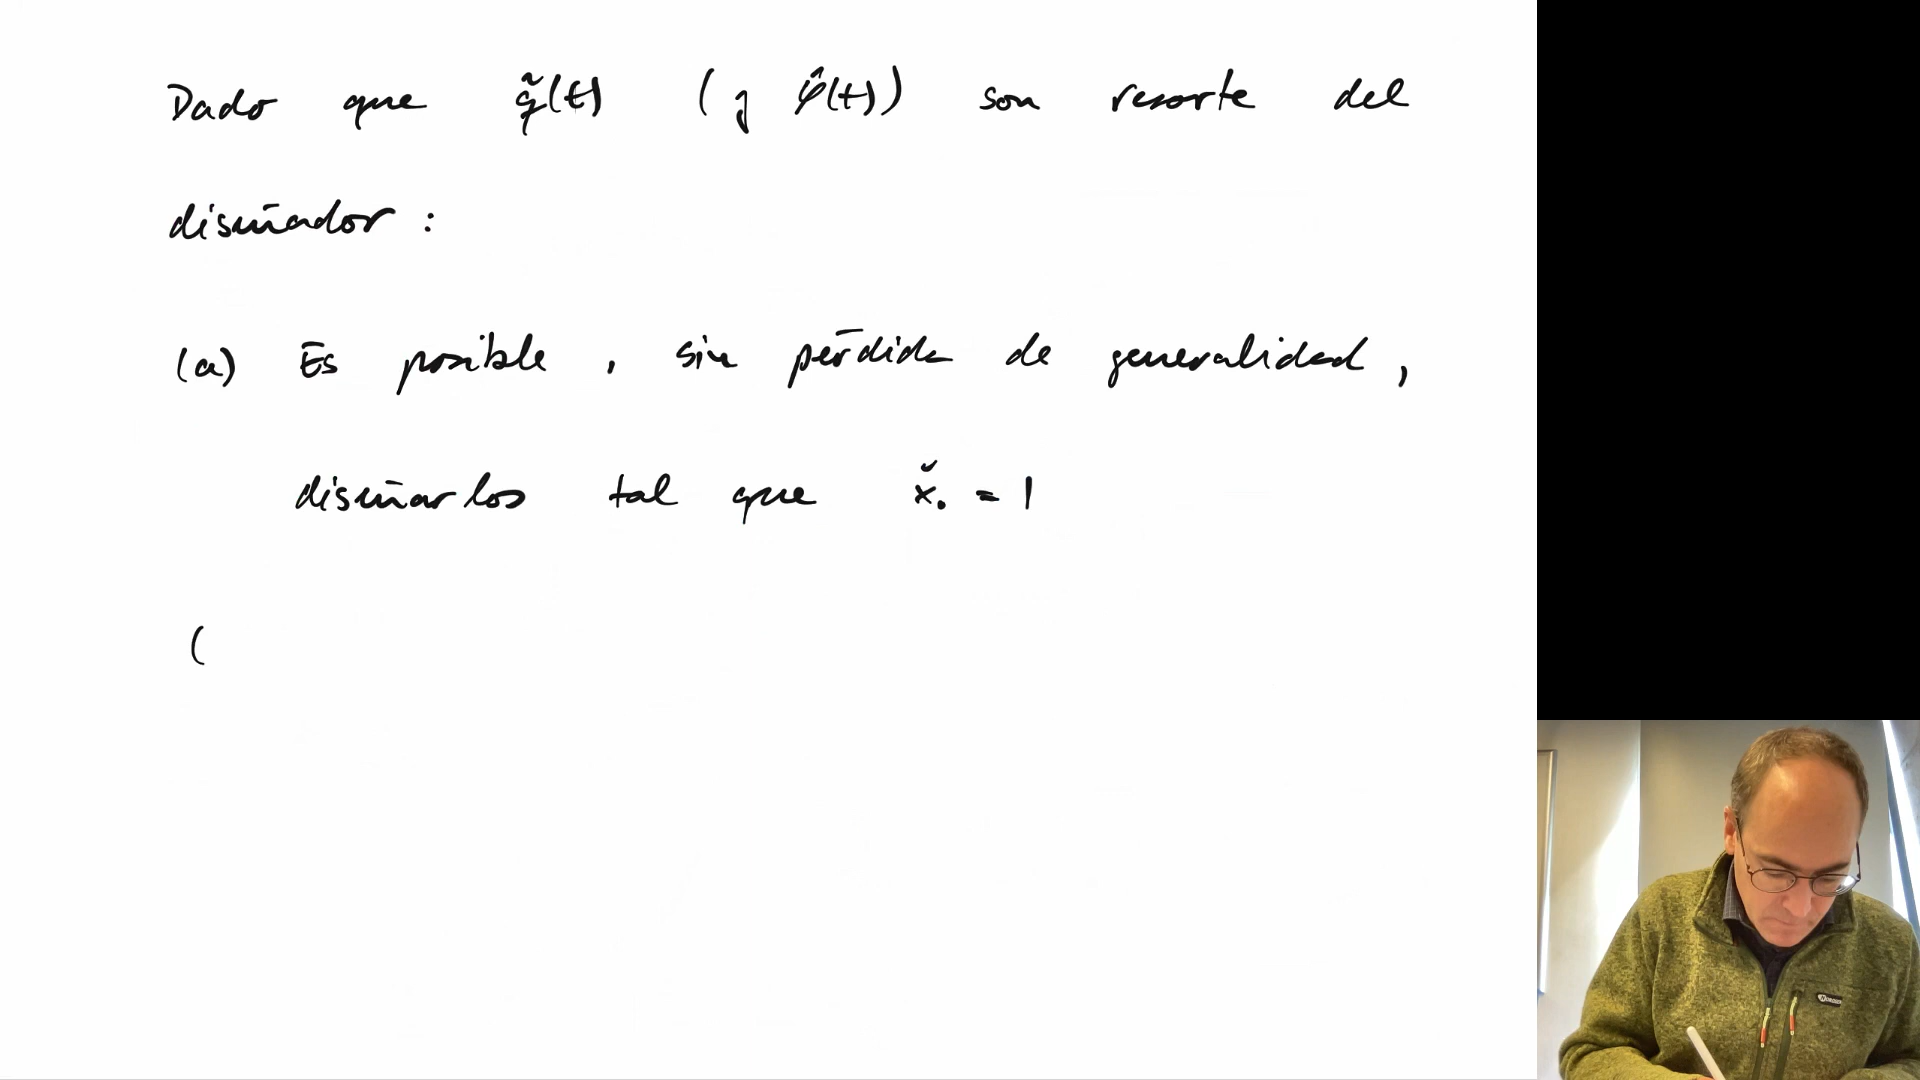 Dado que g̃(t) (y φ̂(t)) son resorte del
diseñador :
(a) Es posible , sin pérdida de generalidad ,
diseñarlos tal que x̌₀ = 1
(